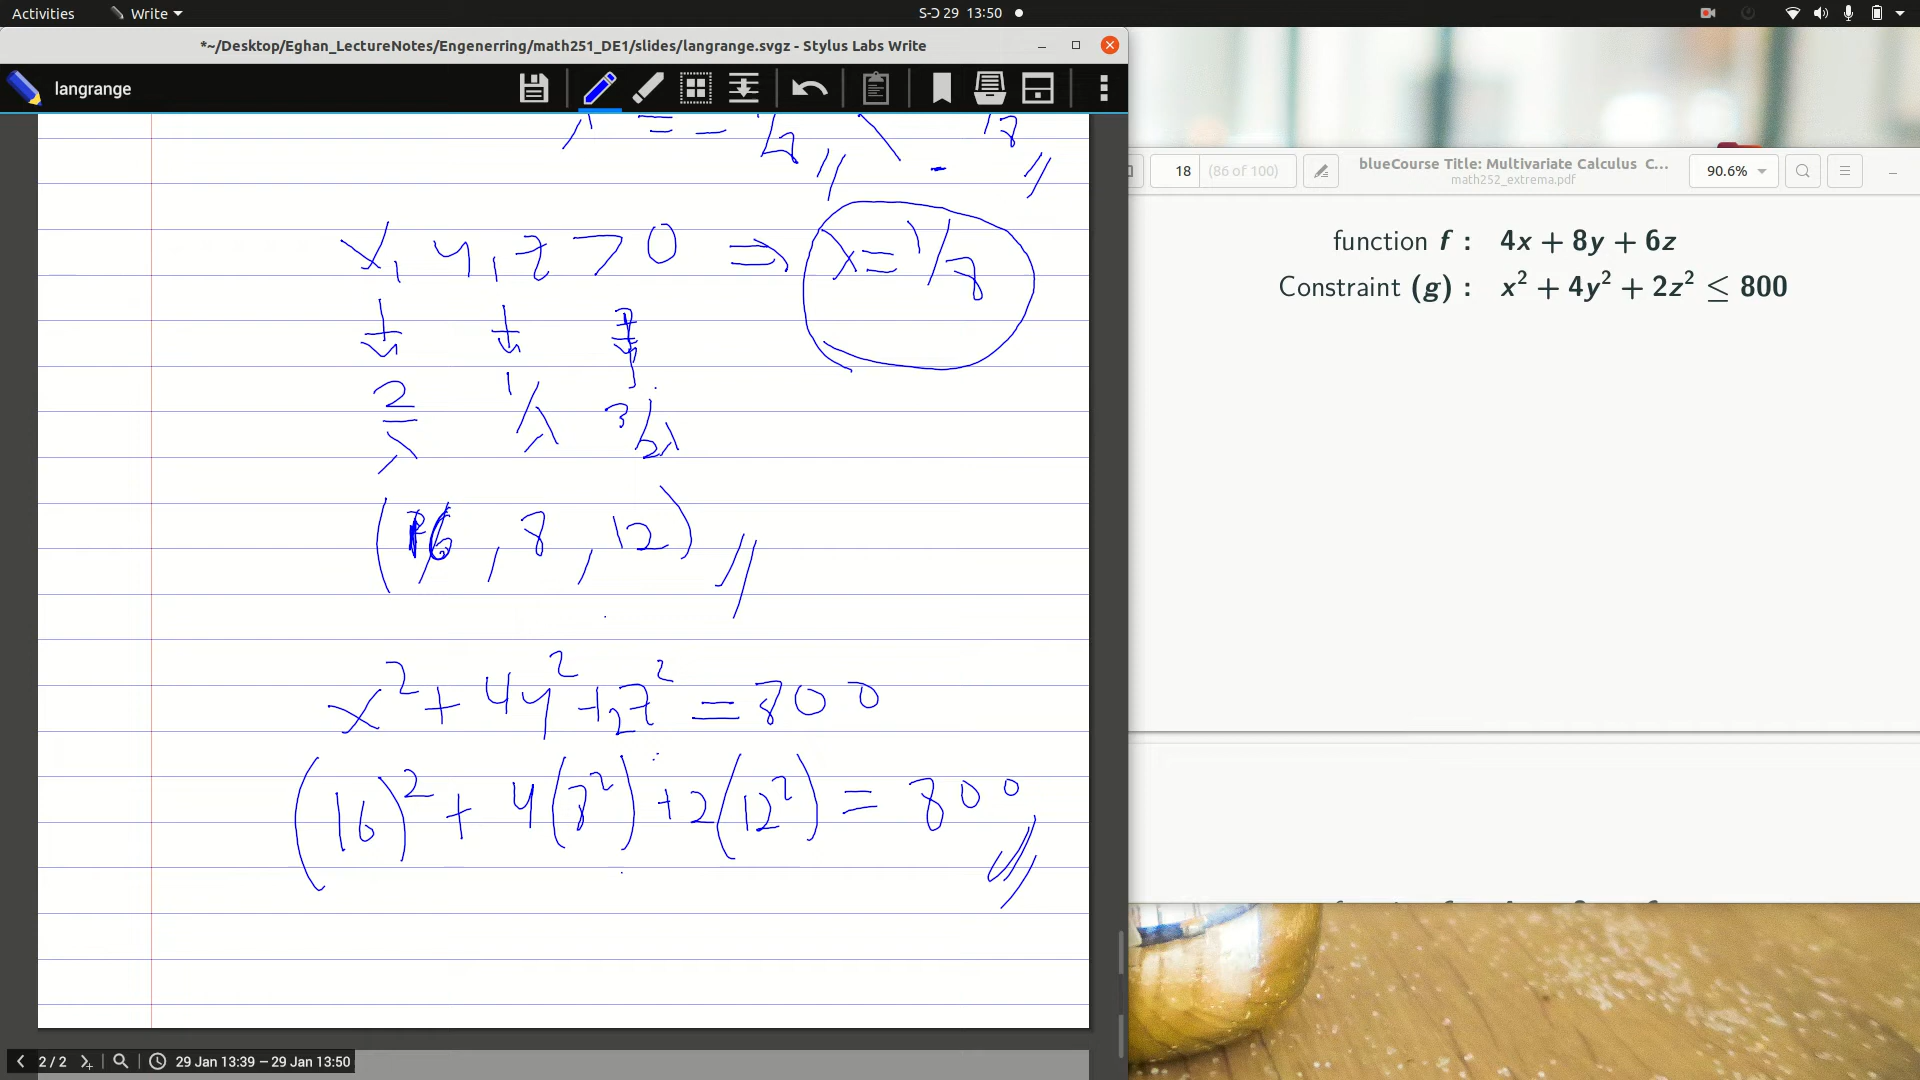 Activities
Write
ㄷ-ɔ 29 13:50
*~/Desktop/Eghan_LectureNotes/Engenerring/math251_DE1/slides/langrange.svgz - Stylus Labs Write
langrange
x, y, z > 0 ⇒ λ = 1/8
2/λ 1/λ 3/2λ
(16, 8, 12)
x² + 4y² + 2z² = 800
(16)² + 4(8²) + 2(12²) = 800
2/2
29 Jan 13:39 – 29 Jan 13:50
18 (86 of 100)
blueCourse Title: Multivariate Calculus C...
math252_extrema.pdf
90.6%
function f : 4x + 8y + 6z
Constraint (g) : x² + 4y² + 2z² ≤ 800